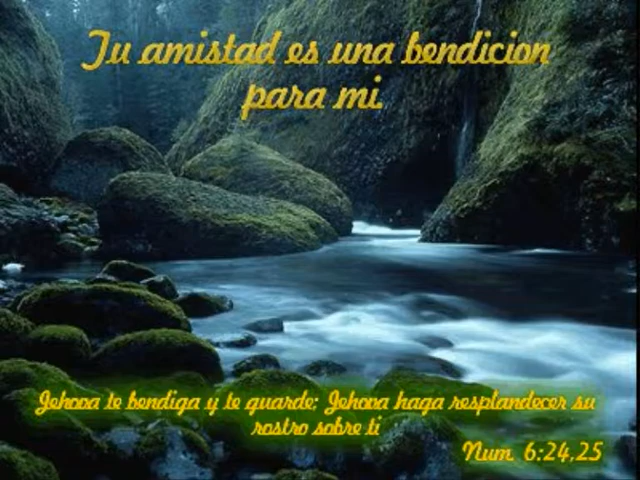 Tu amistad es una bendicion
para mi.
Jehova te bendiga y te guarde; Jehova haga resplandecer su
rostro sobre ti
Num. 6:24,25